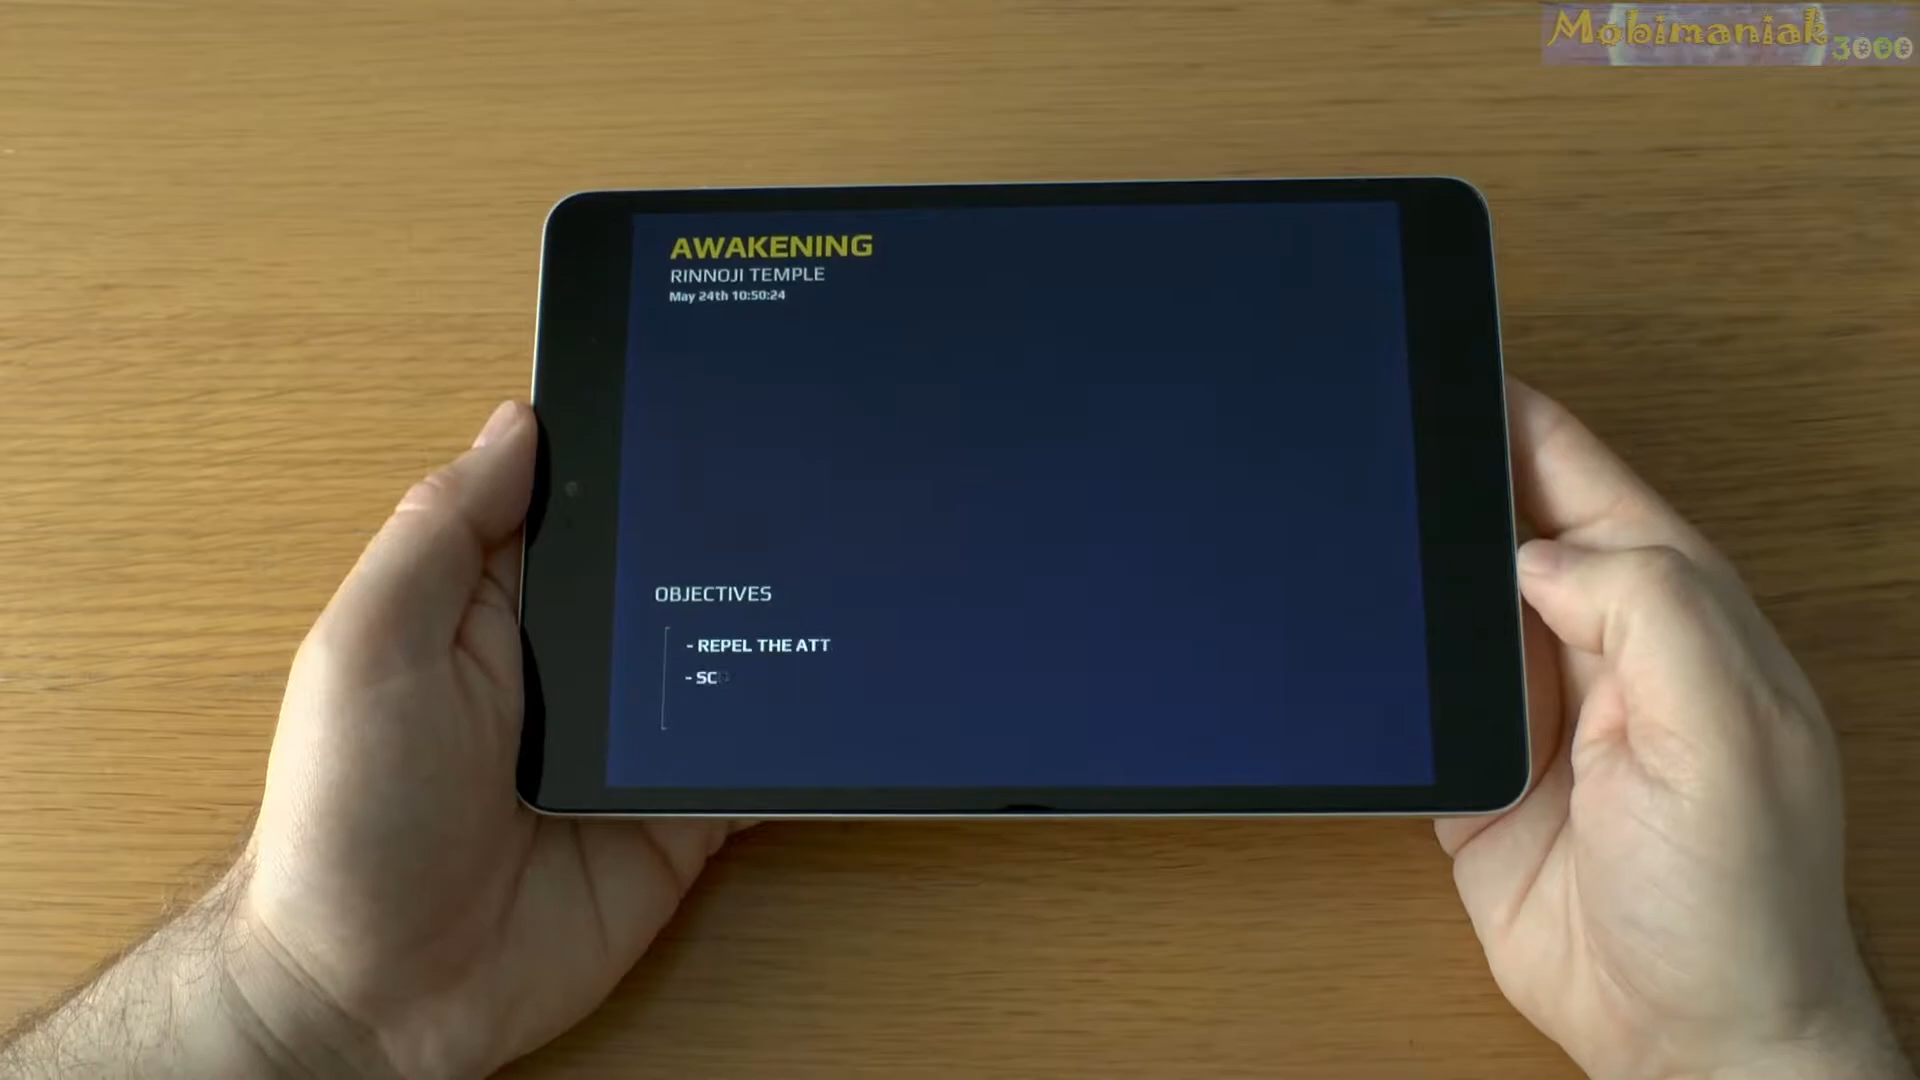 Mobimaniak
3000
AWAKENING
RINNOJI TEMPLE
May 24th 10:50:24
OBJECTIVES
- REPEL THE ATT
- SC